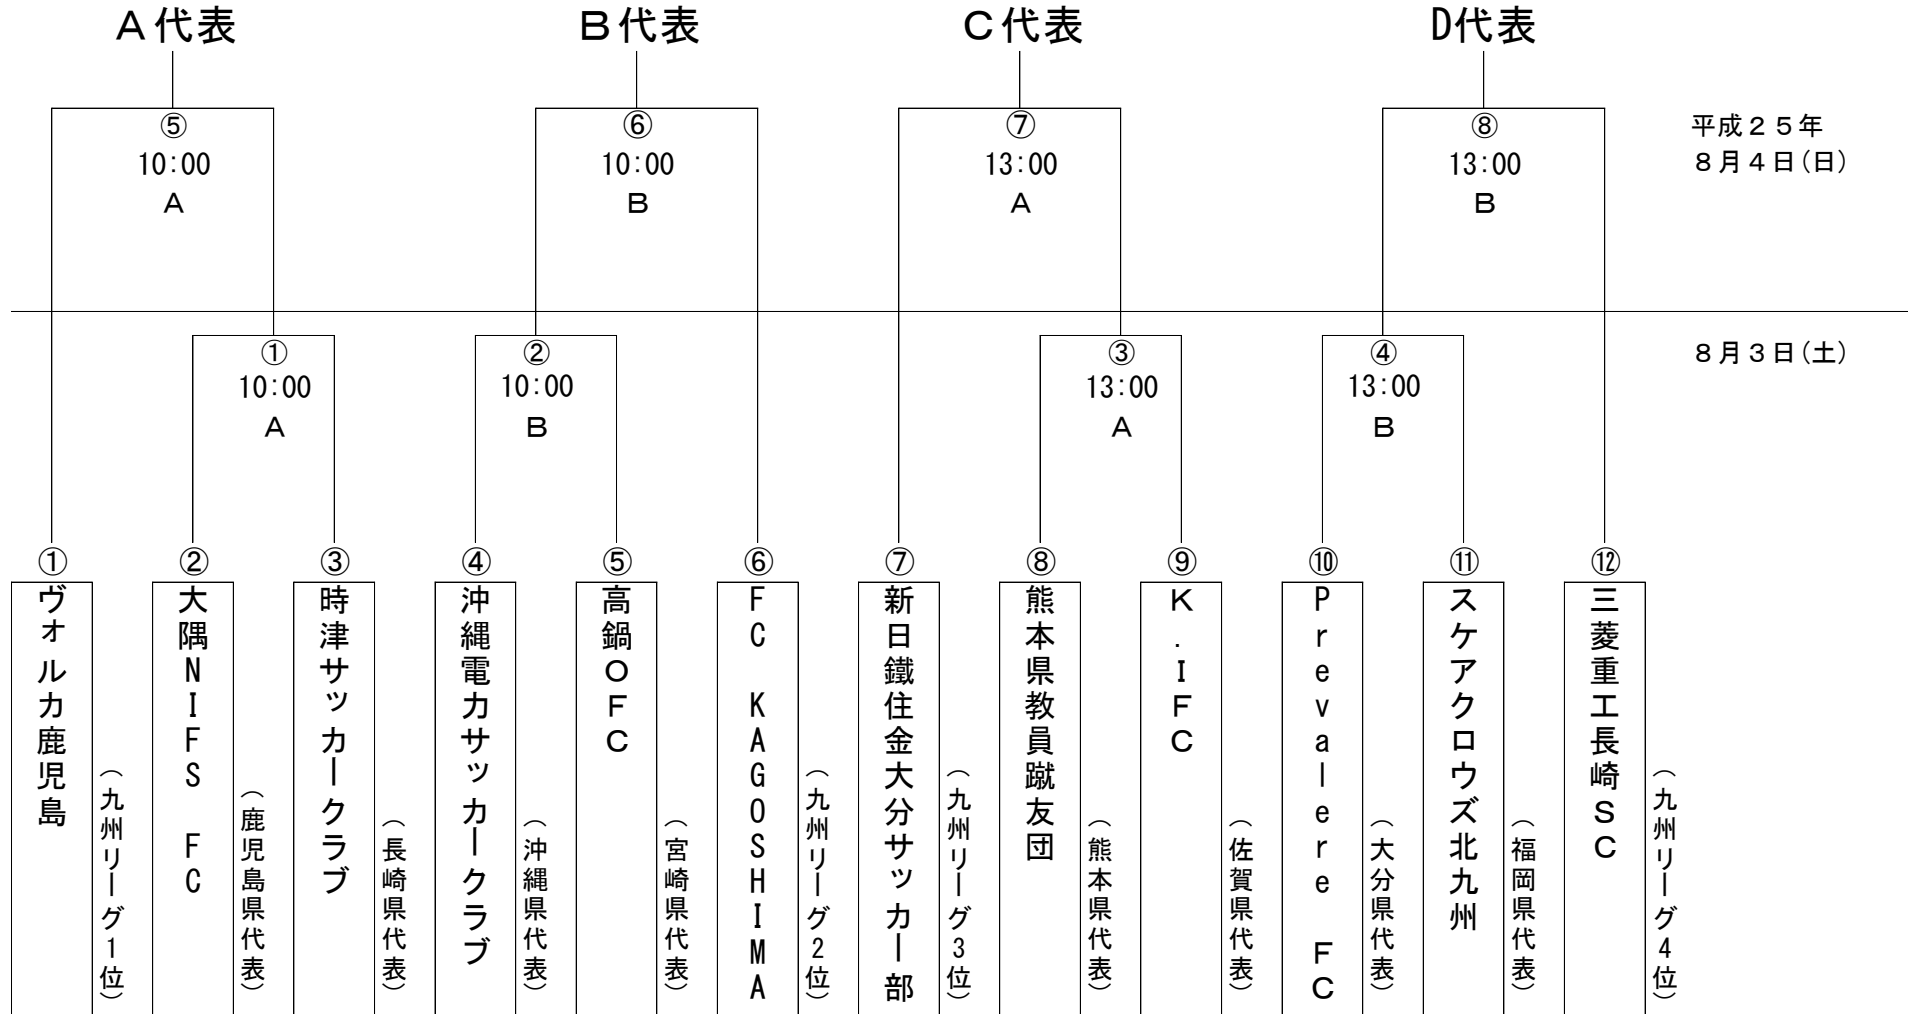 A代表
B代表
C代表
D代表
⑤
10:00
A
⑥
10:00
B
⑦
13:00
A
⑧
13:00
B
平成25年
8月4日(日)
①
10:00
A
②
10:00
B
③
13:00
A
④
13:00
B
8月3日(土)
①
ヴォルカ鹿児島
(九州リーグ1位)
②
大隅NIFS FC
(鹿児島県代表)
③
時津サッカークラブ
(長崎県代表)
④
沖縄電力サッカークラブ
(沖縄県代表)
⑤
高鍋OFC
(宮崎県代表)
⑥
FC KAGOSHIMA
(九州リーグ2位)
⑦
新日鐵住金大分サッカー部
(九州リーグ3位)
⑧
熊本県教員蹴友団
(熊本県代表)
⑨
K.IFC
(佐賀県代表)
⑩
Prevalere FC
(大分県代表)
⑪
スケアクロウズ北九州
(福岡県代表)
⑫
三菱重工長崎SC
(九州リーグ4位)